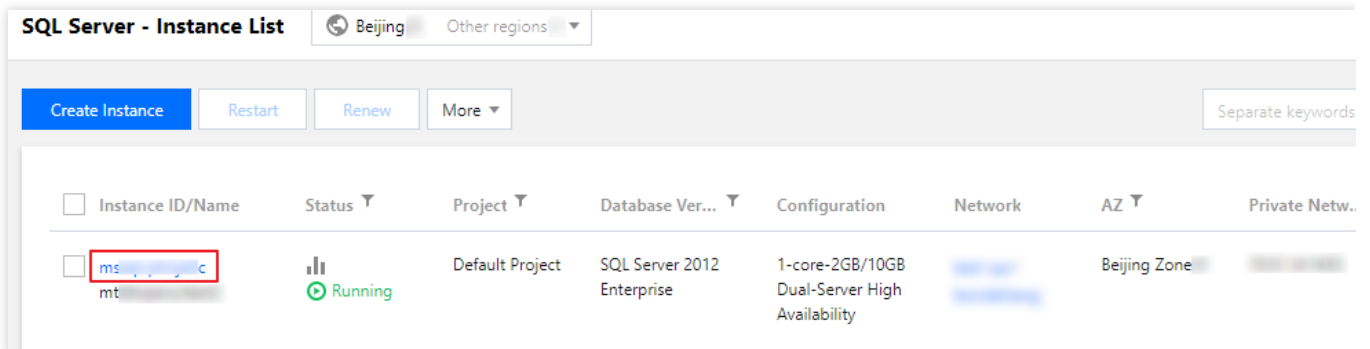 SQL Server - Instance List Beijing Other regions
Create Instance Restart Renew More Separate keywords
Instance ID/Name Status Project Database Ver... Configuration Network AZ Private Netw..
Default Project SQL Server 2012 1-core-2GB/10GB Beijing Zone
Running Enterprise Dual-Server High
Availability